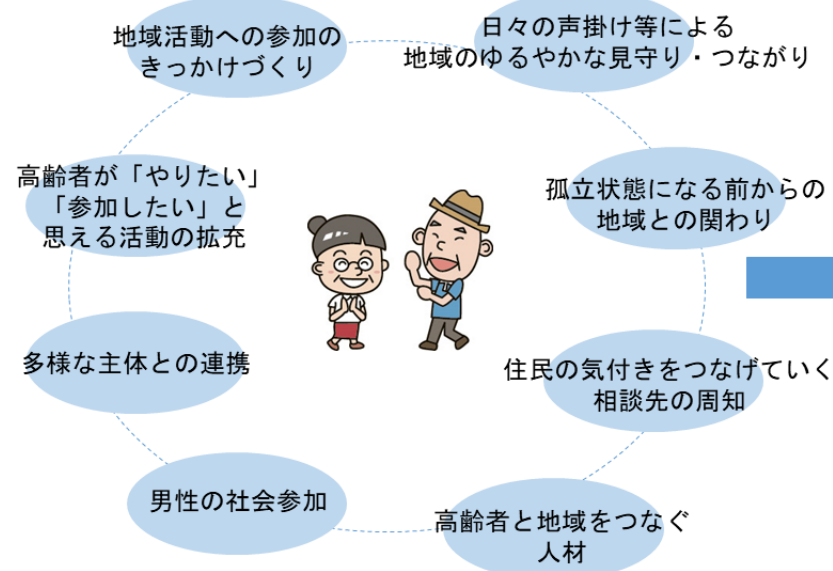 地域活動への参加の
きっかけづくり
日々の声掛け等による
地域のゆるやかな見守り・つながり
高齢者が「やりたい」
「参加したい」と
思える活動の拡充
孤立状態になる前からの
地域との関わり
多様な主体との連携
住民の気付きをつなげていく
相談先の周知
男性の社会参加
高齢者と地域をつなぐ
人材